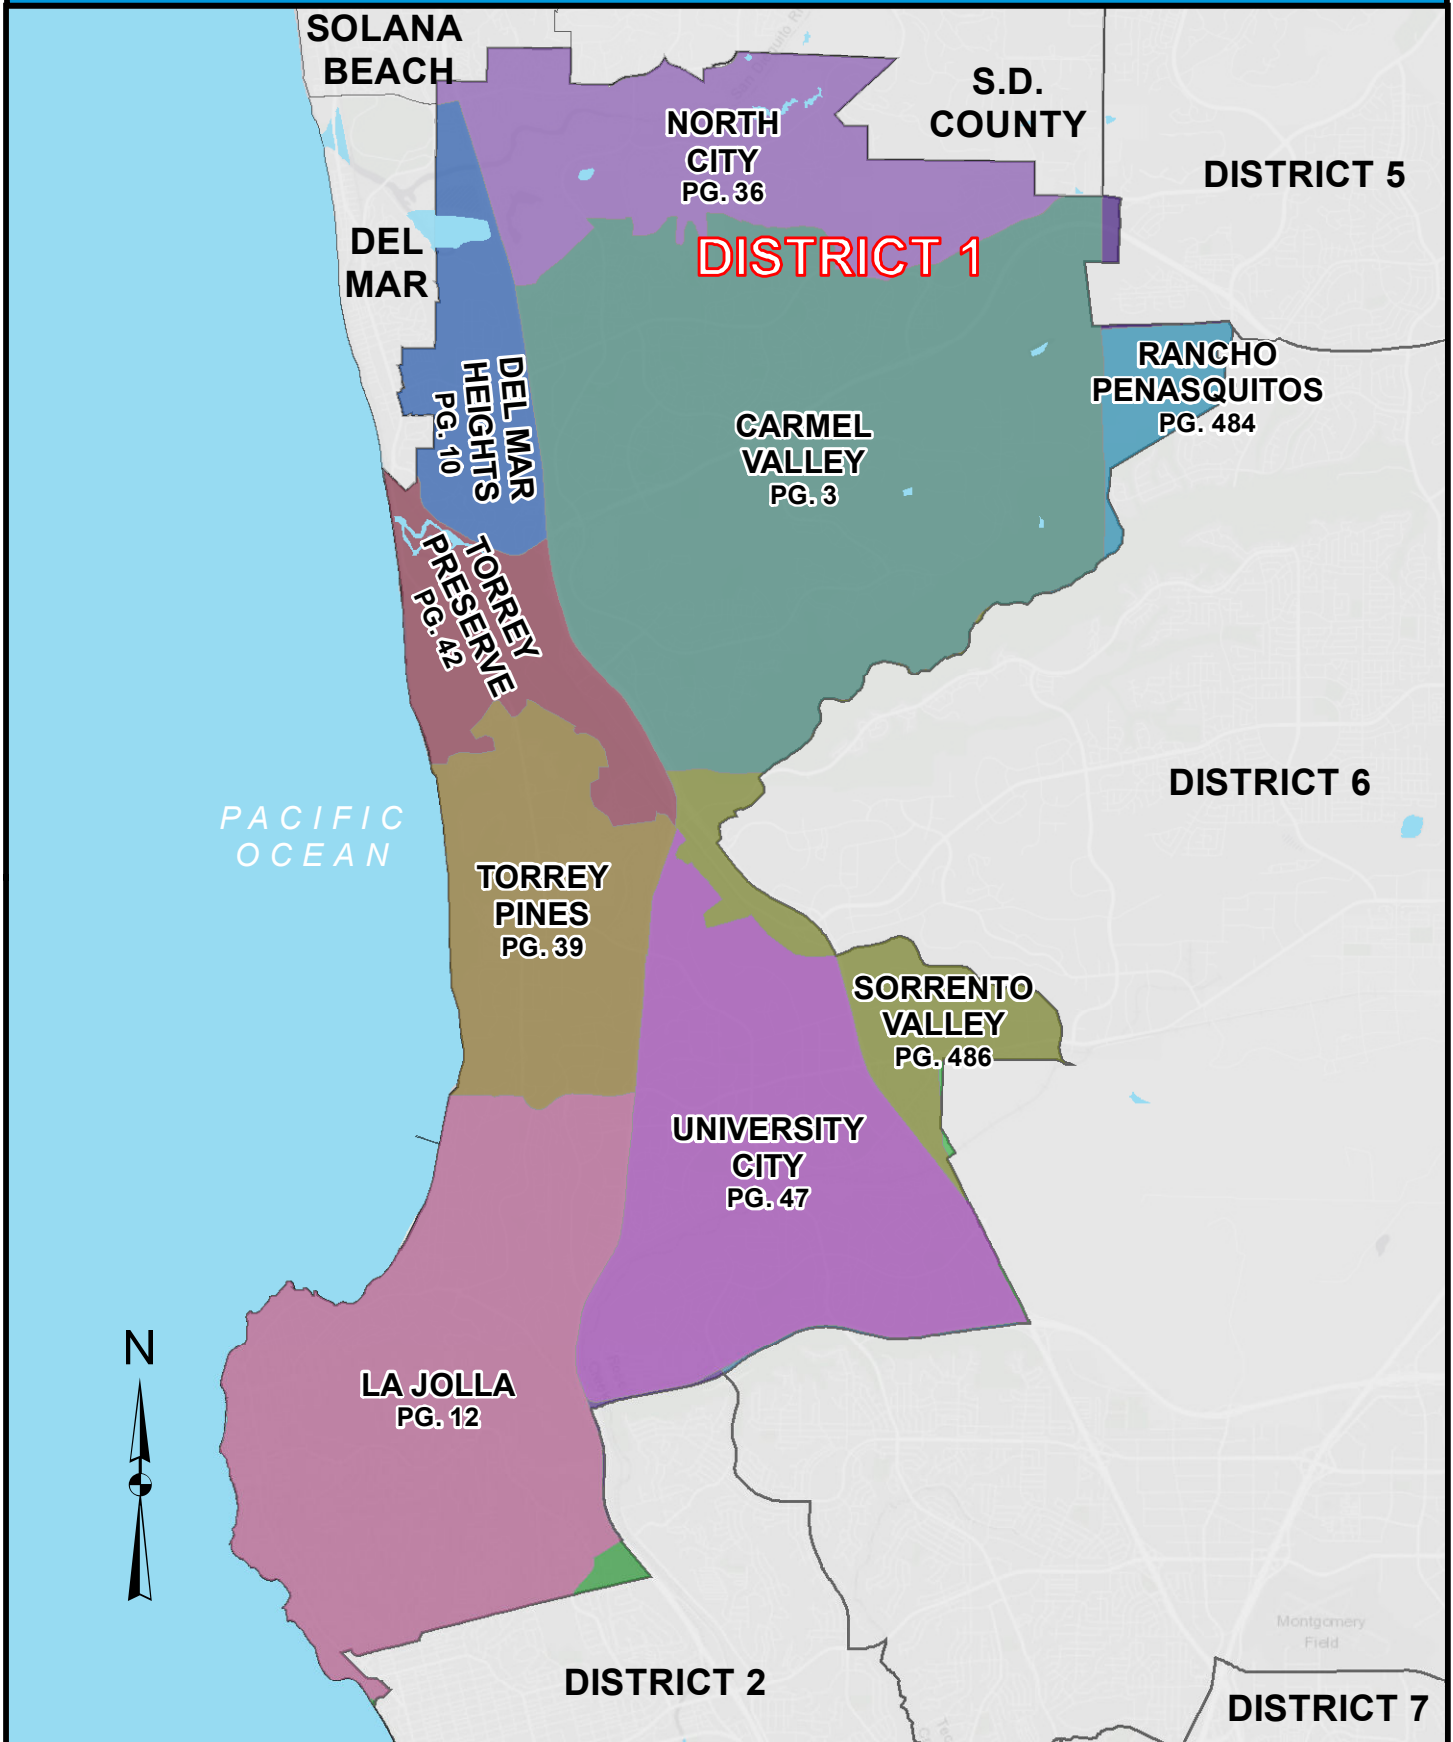 SOLANA
BEACH
S.D.
COUNTY
NORTH
CITY
PG. 36
DISTRICT 5
DEL
MAR
DISTRICT 1
RANCHO
PENASQUITOS
PG. 484
DEL MAR
HEIGHTS
PG. 10
CARMEL
VALLEY
PG. 3
TORREY
PRESERVE
PG. 42
DISTRICT 6
PACIFIC
OCEAN
TORREY
PINES
PG. 39
SORRENTO
VALLEY
PG. 486
UNIVERSITY
CITY
PG. 47
N
LA JOLLA
PG. 12
Montgomery
Field
DISTRICT 2
DISTRICT 7